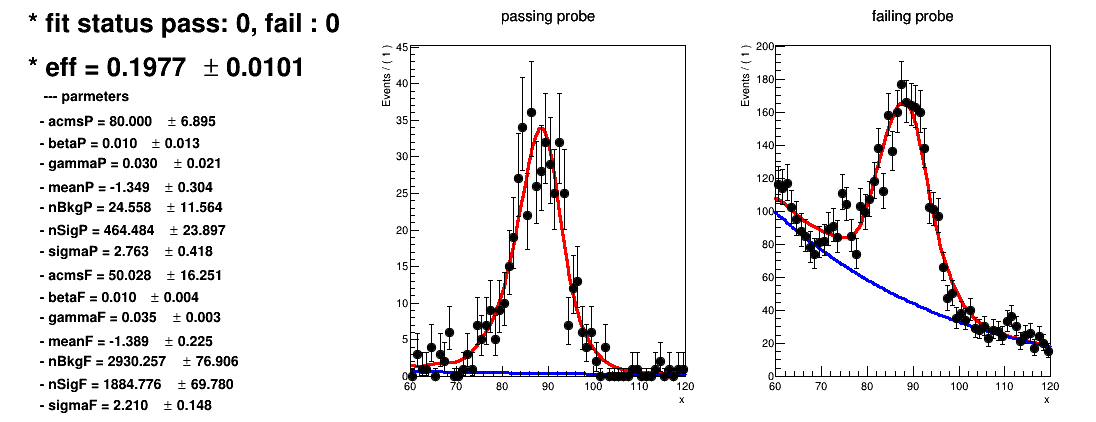 * fit status pass: 0, fail : 0
* eff = 0.1977 ± 0.0101
--- parmeters
- acmsP = 80.000 ± 6.895
- betaP = 0.010 ± 0.013
- gammaP = 0.030 ± 0.021
- meanP = -1.349 ± 0.304
- nBkgP = 24.558 ± 11.564
- nSigP = 464.484 ± 23.897
- sigmaP = 2.763 ± 0.418
- acmsF = 50.028 ± 16.251
- betaF = 0.010 ± 0.004
- gammaF = 0.035 ± 0.003
- meanF = -1.389 ± 0.225
- nBkgF = 2930.257 ± 76.906
- nSigF = 1884.776 ± 69.780
- sigmaF = 2.210 ± 0.148
passing probe
Events / ( 1 )
45
40
35
30
25
20
15
10
5
0
60 70 80 90 100 110 120
x
failing probe
Events / ( 1 )
200
180
160
140
120
100
80
60
40
20
0
60 70 80 90 100 110 120
x